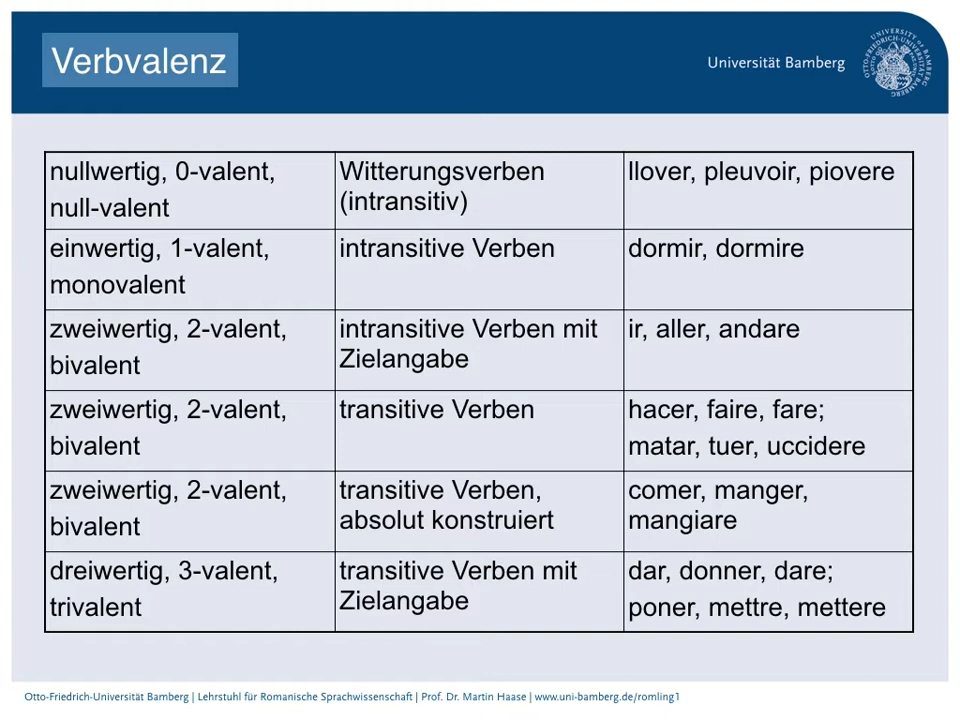 Verbvalenz
Universität Bamberg
nullwertig, 0-valent,
null-valent
Witterungsverben
(intransitiv)
llover, pleuvoir, piovere
einwertig, 1-valent,
monovalent
intransitive Verben
dormir, dormire
zweiwertig, 2-valent,
bivalent
intransitive Verben mit
Zielangabe
ir, aller, andare
zweiwertig, 2-valent,
bivalent
transitive Verben
hacer, faire, fare;
matar, tuer, uccidere
zweiwertig, 2-valent,
bivalent
transitive Verben,
absolut konstruiert
comer, manger,
mangiare
dreiwertig, 3-valent,
trivalent
transitive Verben mit
Zielangabe
dar, donner, dare;
poner, mettre, mettere
Otto-Friedrich-Universität Bamberg | Lehrstuhl für Romanische Sprachwissenschaft | Prof. Dr. Martin Haase | www.uni-bamberg.de/romling1